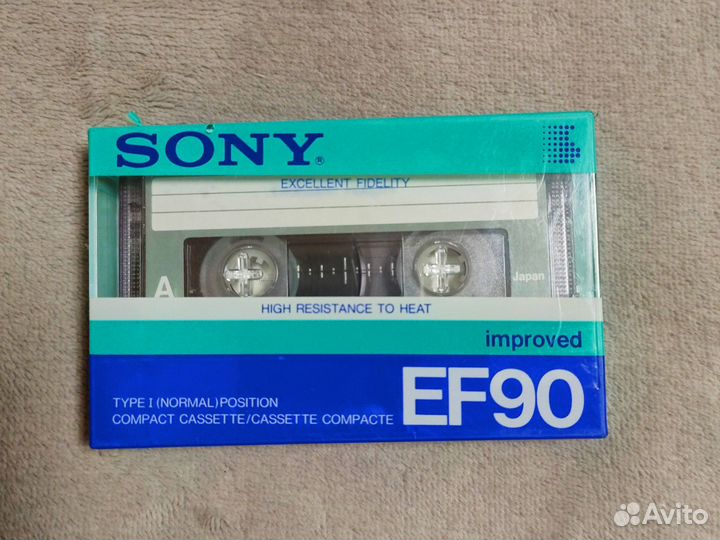 SONY®
EXCELLENT FIDELITY
A
Japan
HIGH RESISTANCE TO HEAT
improved
TYPE I (NORMAL) POSITION
COMPACT CASSETTE/CASSETTE COMPACTE
EF90
Avito